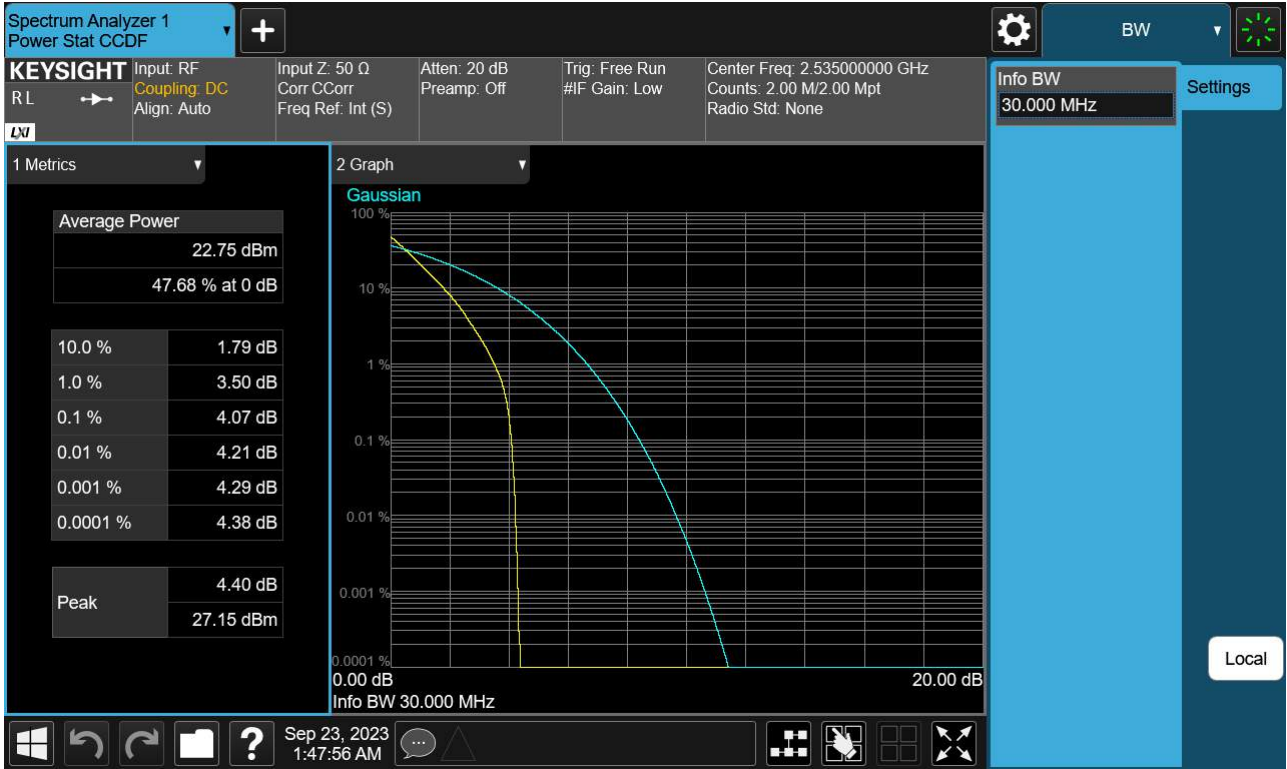 Spectrum Analyzer 1
Power Stat CCDF
BW
KEYSIGHT
R L
LXI
Input: RF
Coupling: DC
Align: Auto
Input Z: 50 Ω
Corr CCorr
Freq Ref: Int (S)
Atten: 20 dB
Preamp: Off
Trig: Free Run
#IF Gain: Low
Center Freq: 2.535000000 GHz
Counts: 2.00 M/2.00 Mpt
Radio Std: None
Info BW
30.000 MHz
Settings
1 Metrics
Average Power
22.75 dBm
47.68 % at 0 dB
10.0 % 1.79 dB
1.0 % 3.50 dB
0.1 % 4.07 dB
0.01 % 4.21 dB
0.001 % 4.29 dB
0.0001 % 4.38 dB
Peak
4.40 dB
27.15 dBm
2 Graph
Gaussian
100 %
10 %
1 %
0.1 %
0.01 %
0.001 %
0.0001 %
0.00 dB 20.00 dB
Info BW 30.000 MHz
Local
?
Sep 23, 2023
1:47:56 AM